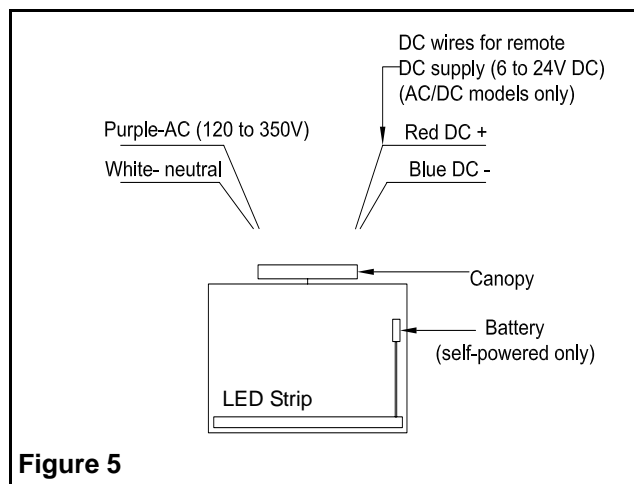 DC wires for remote
DC supply (6 to 24V DC)
(AC/DC models only)
Purple-AC (120 to 350V)
Red DC +
White- neutral
Blue DC -
Canopy
Battery
(self-powered only)
LED Strip
Figure 5